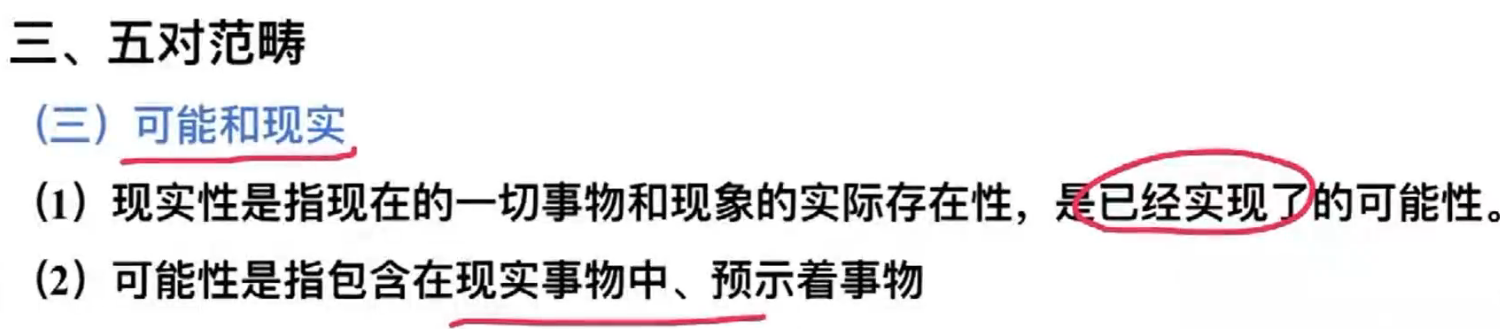 三、五对范畴
（三）可能和现实
（1）现实性是指现在的一切事物和现象的实际存在性，是已经实现了的可能性。
（2）可能性是指包含在现实事物中、预示着事物